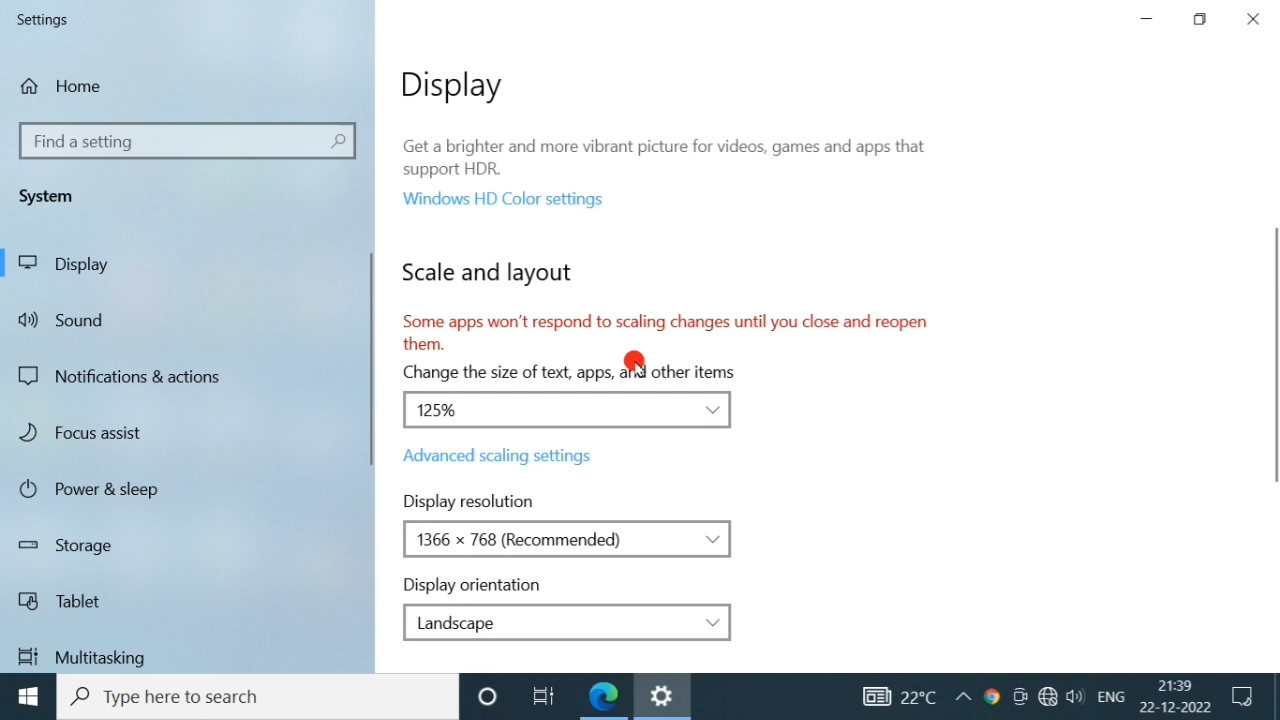 Settings
Home
Find a setting
System
Display
Sound
Notifications & actions
Focus assist
Power & sleep
Storage
Tablet
Multitasking
Display
Get a brighter and more vibrant picture for videos, games and apps that
support HDR.
Windows HD Color settings
Scale and layout
Some apps won't respond to scaling changes until you close and reopen
them.
Change the size of text, apps, and other items
125%
Advanced scaling settings
Display resolution
1366 × 768 (Recommended)
Display orientation
Landscape
Type here to search
22°C
ENG
21:39
22-12-2022